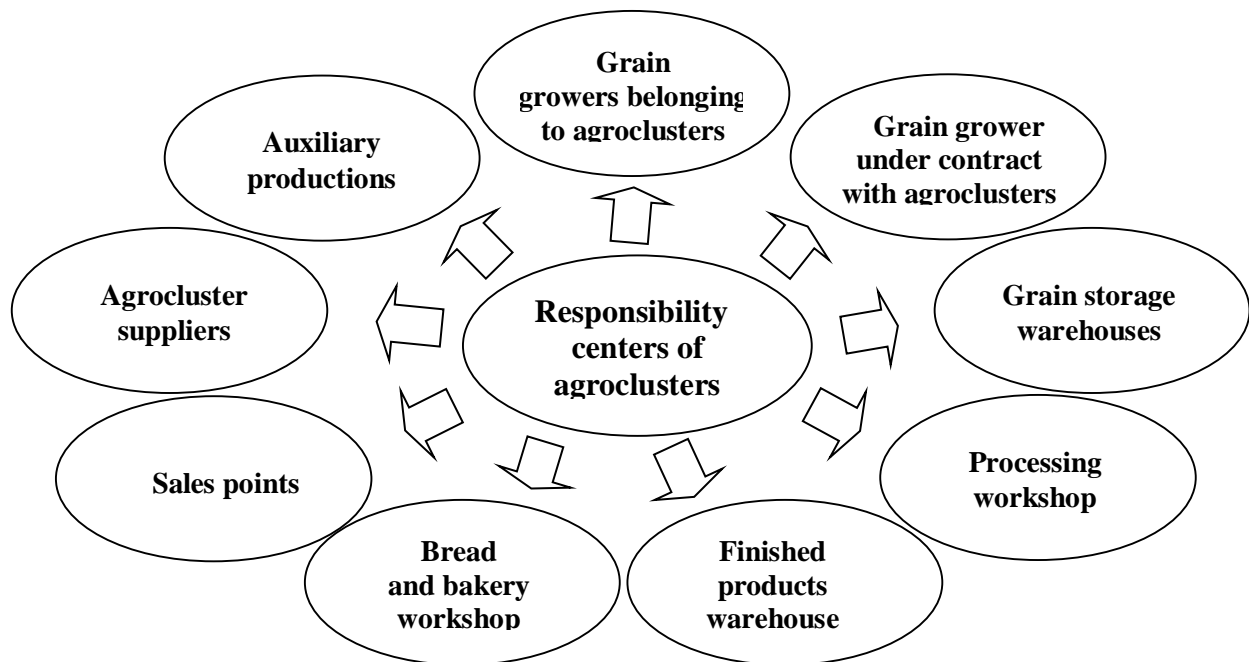 Grain
growers belonging
to agroclusters
Grain grower
under contract
with agroclusters
Auxiliary
productions
Agrocluster
suppliers
Responsibility
centers of
agroclusters
Grain storage
warehouses
Sales points
Processing
workshop
Bread
and bakery
workshop
Finished
products
warehouse